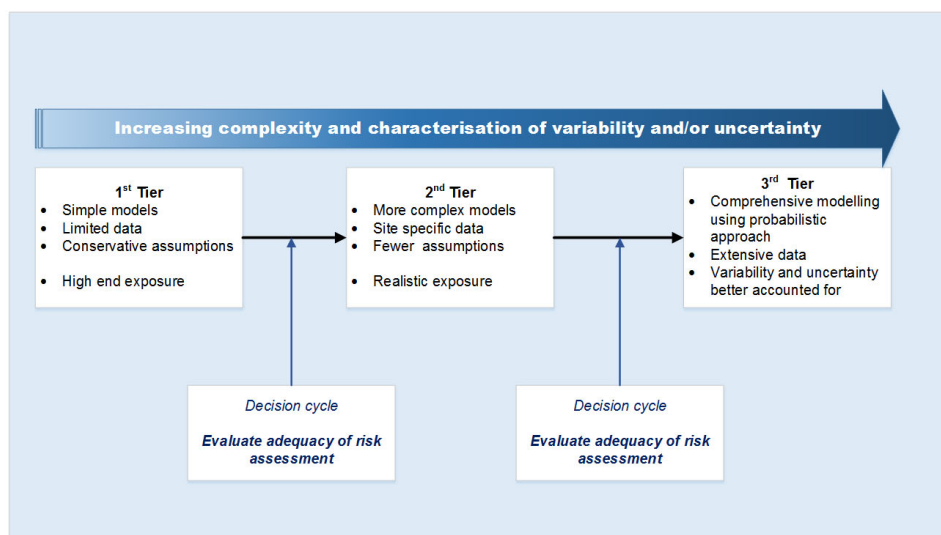 Increasing complexity and characterisation of variability and/or uncertainty
1st Tier
• Simple models
• Limited data
• Conservative assumptions
• High end exposure
2nd Tier
• More complex models
• Site specific data
• Fewer assumptions
• Realistic exposure
3rd Tier
• Comprehensive modelling
using probabilistic
approach
• Extensive data
• Variability and uncertainty
better accounted for
Decision cycle
Evaluate adequacy of risk
assessment
Decision cycle
Evaluate adequacy of risk
assessment